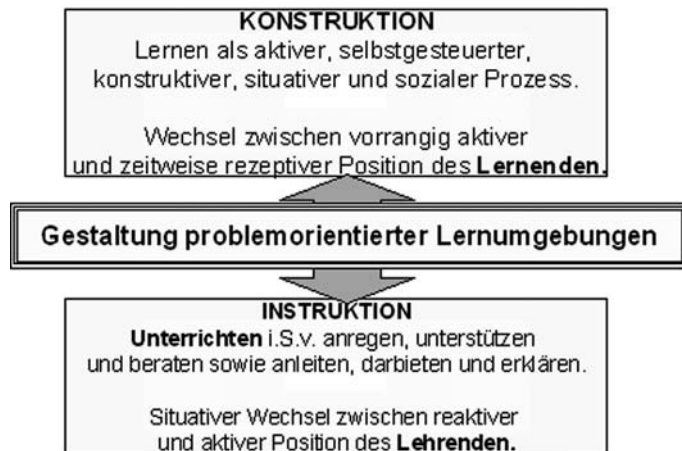 KONSTRUKTION
Lernen als aktiver, selbstgesteuerter,
konstruktiver, situativer und sozialer Prozess.
Wechsel zwischen vorrangig aktiver
und zeitweise rezeptiver Position des Lernenden.
Gestaltung problemorientierter Lernumgebungen
INSTRUKTION
Unterrichten i.S.v. anregen, unterstützen
und beraten sowie anleiten, darbieten und erklären.
Situativer Wechsel zwischen reaktiver
und aktiver Position des Lehrenden.